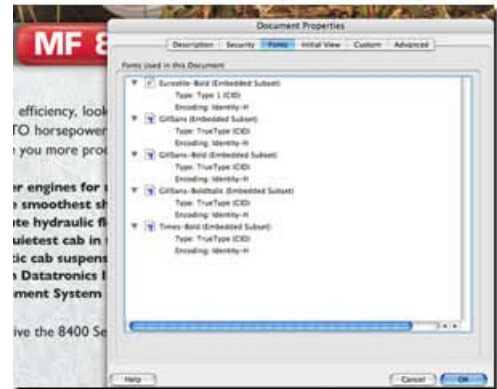 MF 8
efficiency, look
TO horsepower
you more prod
er engines for
smoothest sh
te hydraulic fl
uietest cab in
tic cab suspens
Datatronics
ment System
ive the 8400 Se
Document Properties
Description Security Fonts Initial View Custom Advanced
Fonts Used in this Document
Eurostile-Bold (Embedded Subset)
Type: Type 1 (CID)
Encoding: Identity-H
GillSans (Embedded Subset)
Type: TrueType (CID)
Encoding: Identity-H
GillSans-Bold (Embedded Subset)
Type: TrueType (CID)
Encoding: Identity-H
GillSans-BoldItalic (Embedded Subset)
Type: TrueType (CID)
Encoding: Identity-H
Times-Bold (Embedded Subset)
Type: TrueType (CID)
Encoding: Identity-H
Help Cancel OK